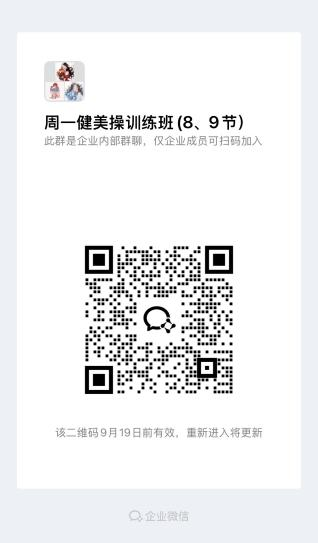 周一健美操训练班(8、9节)
此群是企业内部群聊，仅企业成员可扫码加入
该二维码9月19日前有效，重新进入将更新
企业微信